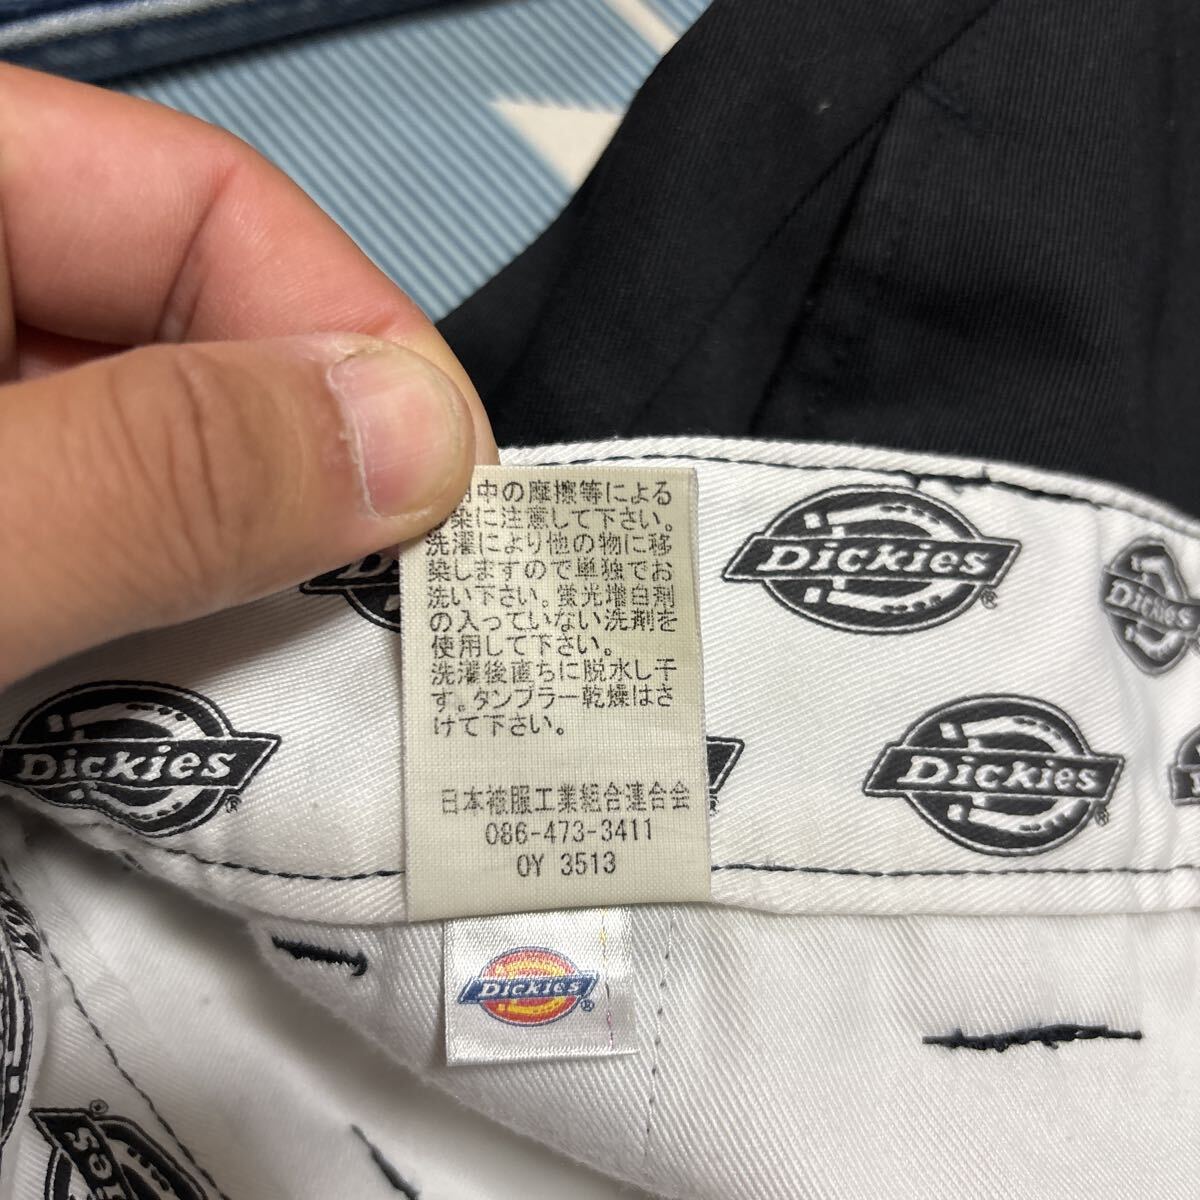 用中の摩擦等による
染に注意して下さい。
洗濯により他の物に移
染しますので単独でお
洗い下さい。蛍光増白剤
の入っていない洗剤を
使用して下さい。
洗濯後直ちに脱水し干
す。タンブラー乾燥はさ
けて下さい。
日本被服工業組合連合会
086-473-3411
OY 3513
Dickies®
Dickies
Dickies®
Dickies®
Dickies®